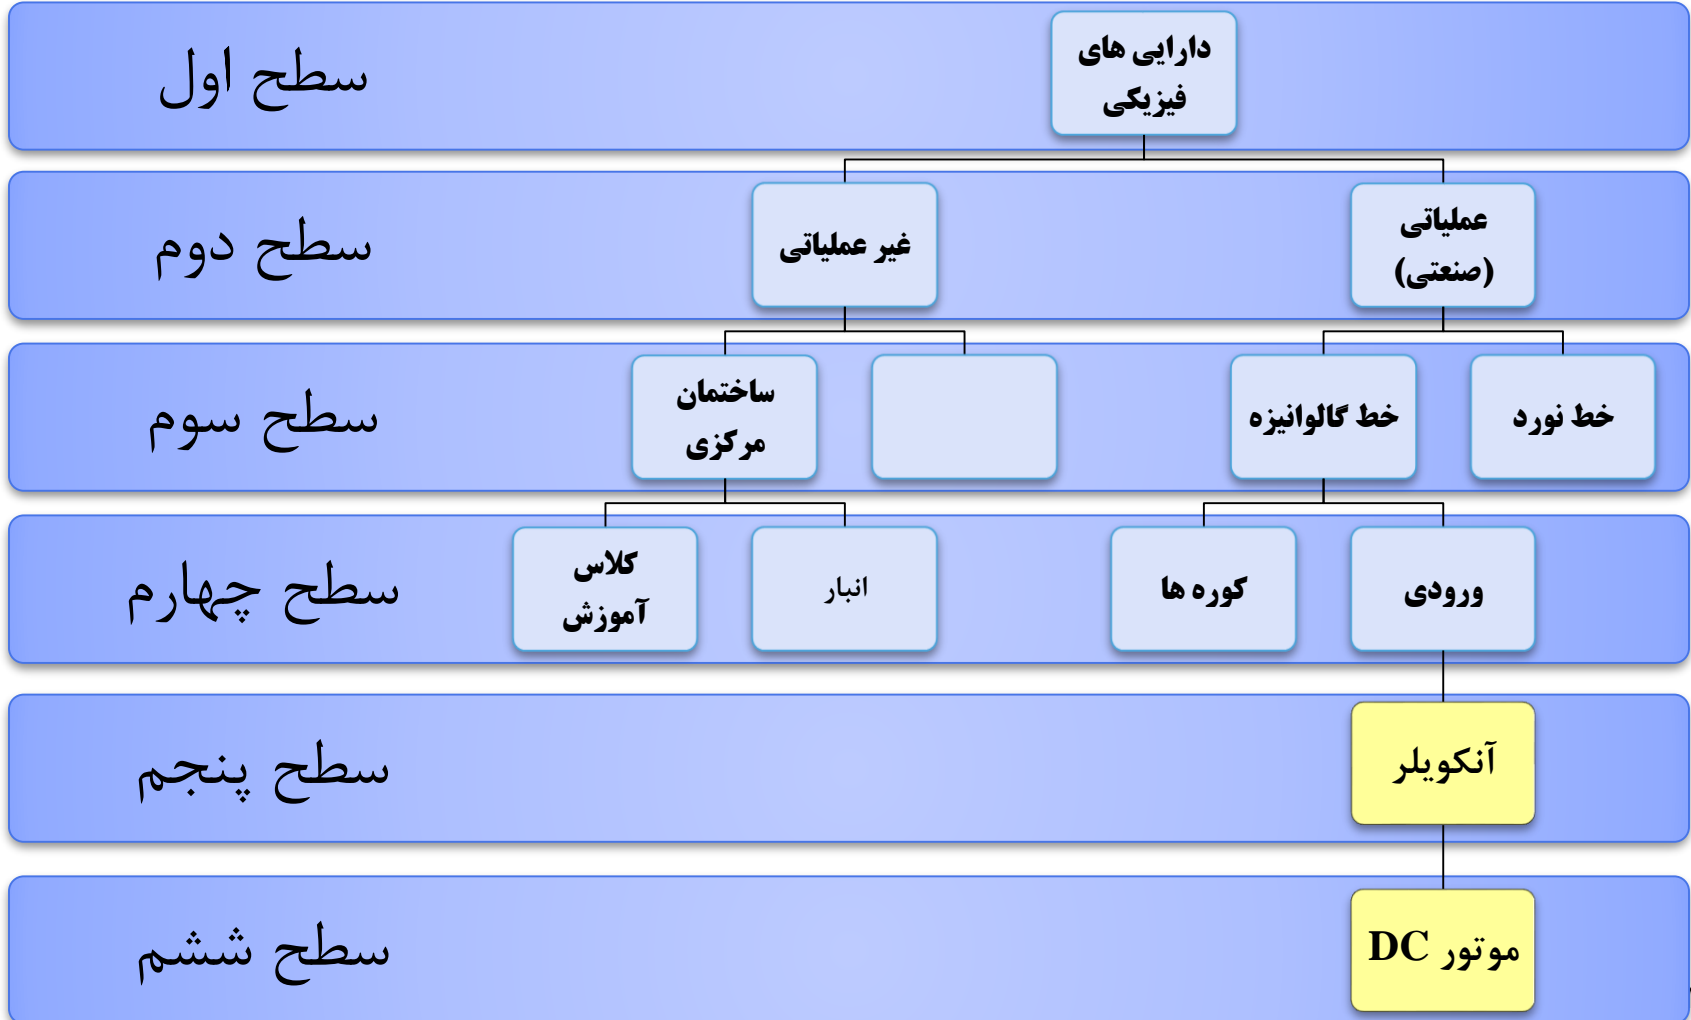 سطح اول
دارایی های
فیزیکی
سطح دوم
عملیاتی
(صنعتی)
غیر عملیاتی
سطح سوم
خط نورد
خط گالوانیزه
ساختمان
مرکزی
سطح چهارم
ورودی
کوره ها
انبار
کلاس
آموزش
سطح پنجم
آنکویلر
سطح ششم
موتور DC